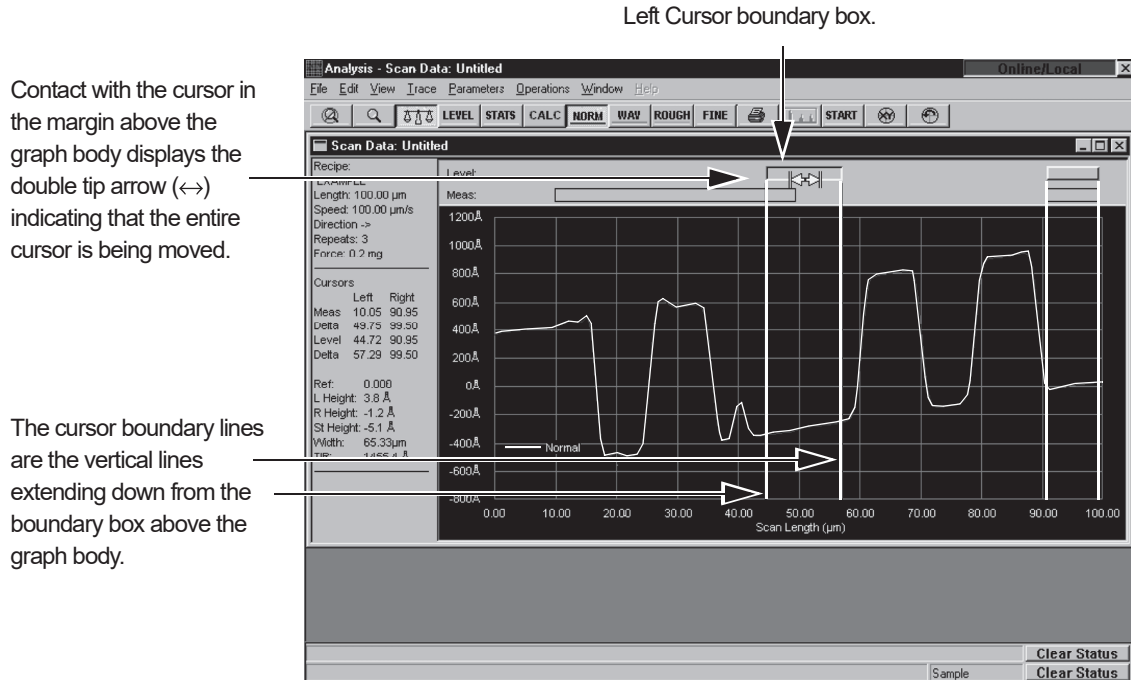 Left Cursor boundary box.
Contact with the cursor in
the margin above the
graph body displays the
double tip arrow (↔)
indicating that the entire
cursor is being moved.
The cursor boundary lines
are the vertical lines
extending down from the
boundary box above the
graph body.
Analysis - Scan Data: Untitled
Online/Local
File Edit View Trace Parameters Operations Window Help
LEVEL STATS CALC NORM WAV ROUGH FINE START XY
Scan Data: Untitled
Recipe:
EXAMPLE
Length: 100.00 µm
Speed: 100.00 µm/s
Direction ->
Repeats: 3
Force: 0.2 mg
Cursors
Left Right
Meas 10.05 90.95
Delta 49.75 99.50
Level 44.72 90.95
Delta 57.29 99.50
Ref: 0.000
L Height: 3.8 Å
R Height: -1.2 Å
St Height: -5.1 Å
Width: 65.33µm
TIR:
Level:
Meas:
1200Å
1000Å
800Å
600Å
400Å
200Å
0Å
-200Å
-400Å
-600Å
-800Å
Normal
0.00 10.00 20.00 30.00 40.00 50.00 60.00 70.00 80.00 90.00 100.00
Scan Length (µm)
Clear Status
Sample Clear Status